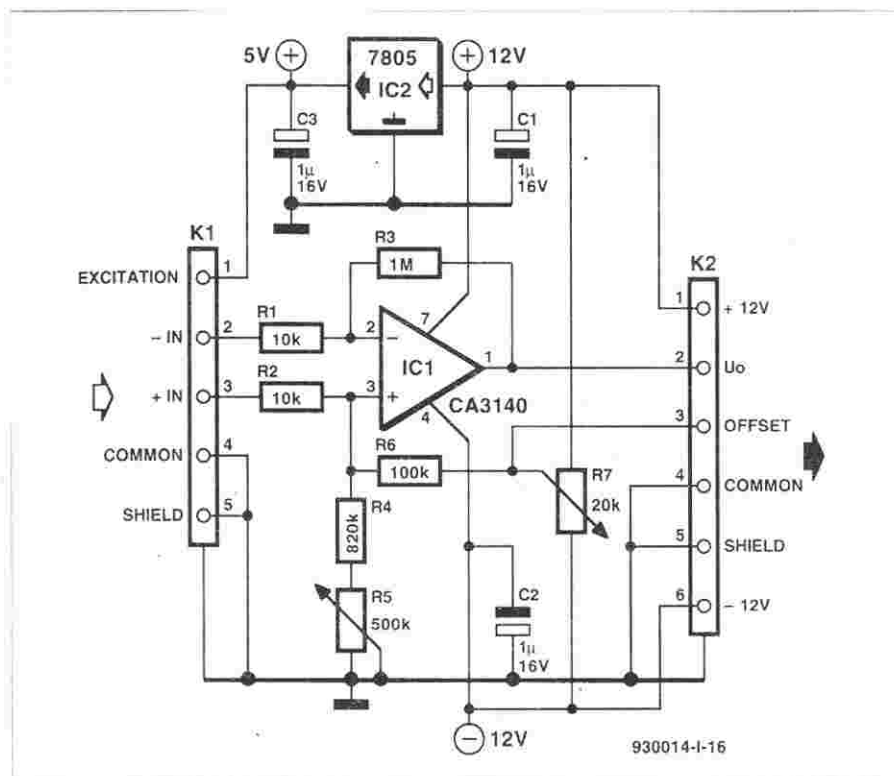 5V
+
7805
IC2
+
12V
C3
1µ
16V
C1
1µ
16V
K1
R3
1M
K2
EXCITATION
1
− IN
2
R1
10k
2
−
7
IC1
1
CA3140
+ IN
3
R2
10k
3
+
4
1
+ 12V
2
Uo
3
OFFSET
R6
100k
R7
20k
COMMON
4
4
COMMON
SHIELD
5
R4
820k
5
SHIELD
R5
500k
C2
1µ
16V
6
− 12V
−
12V
930014-I-16